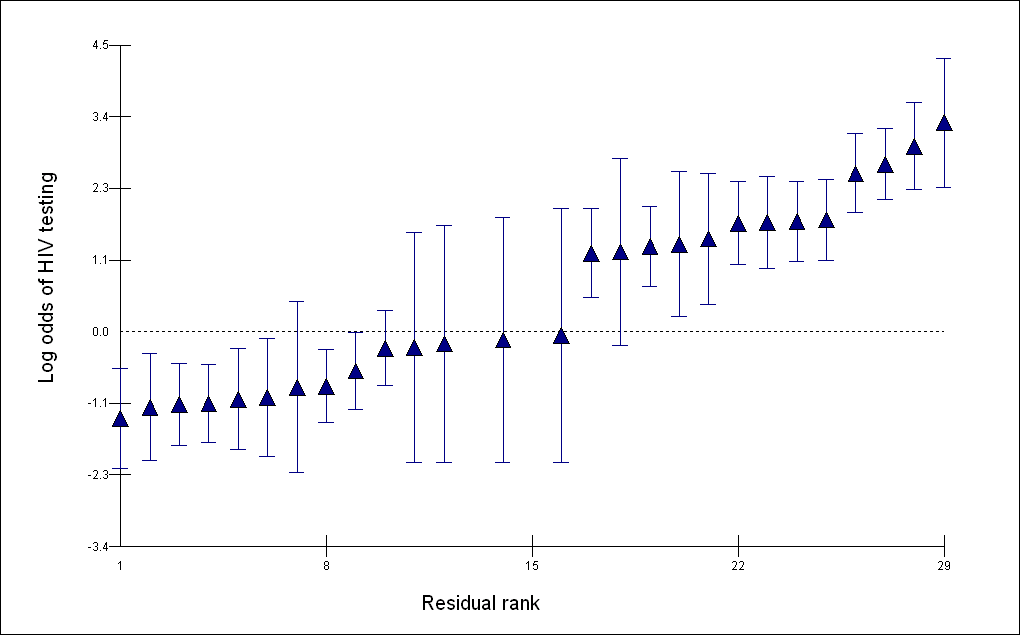 4.5
3.4
2.3
1.1
0.0
-1.1
-2.3
-3.4
Log odds of HIV testing
1 8 15 22 29
Residual rank